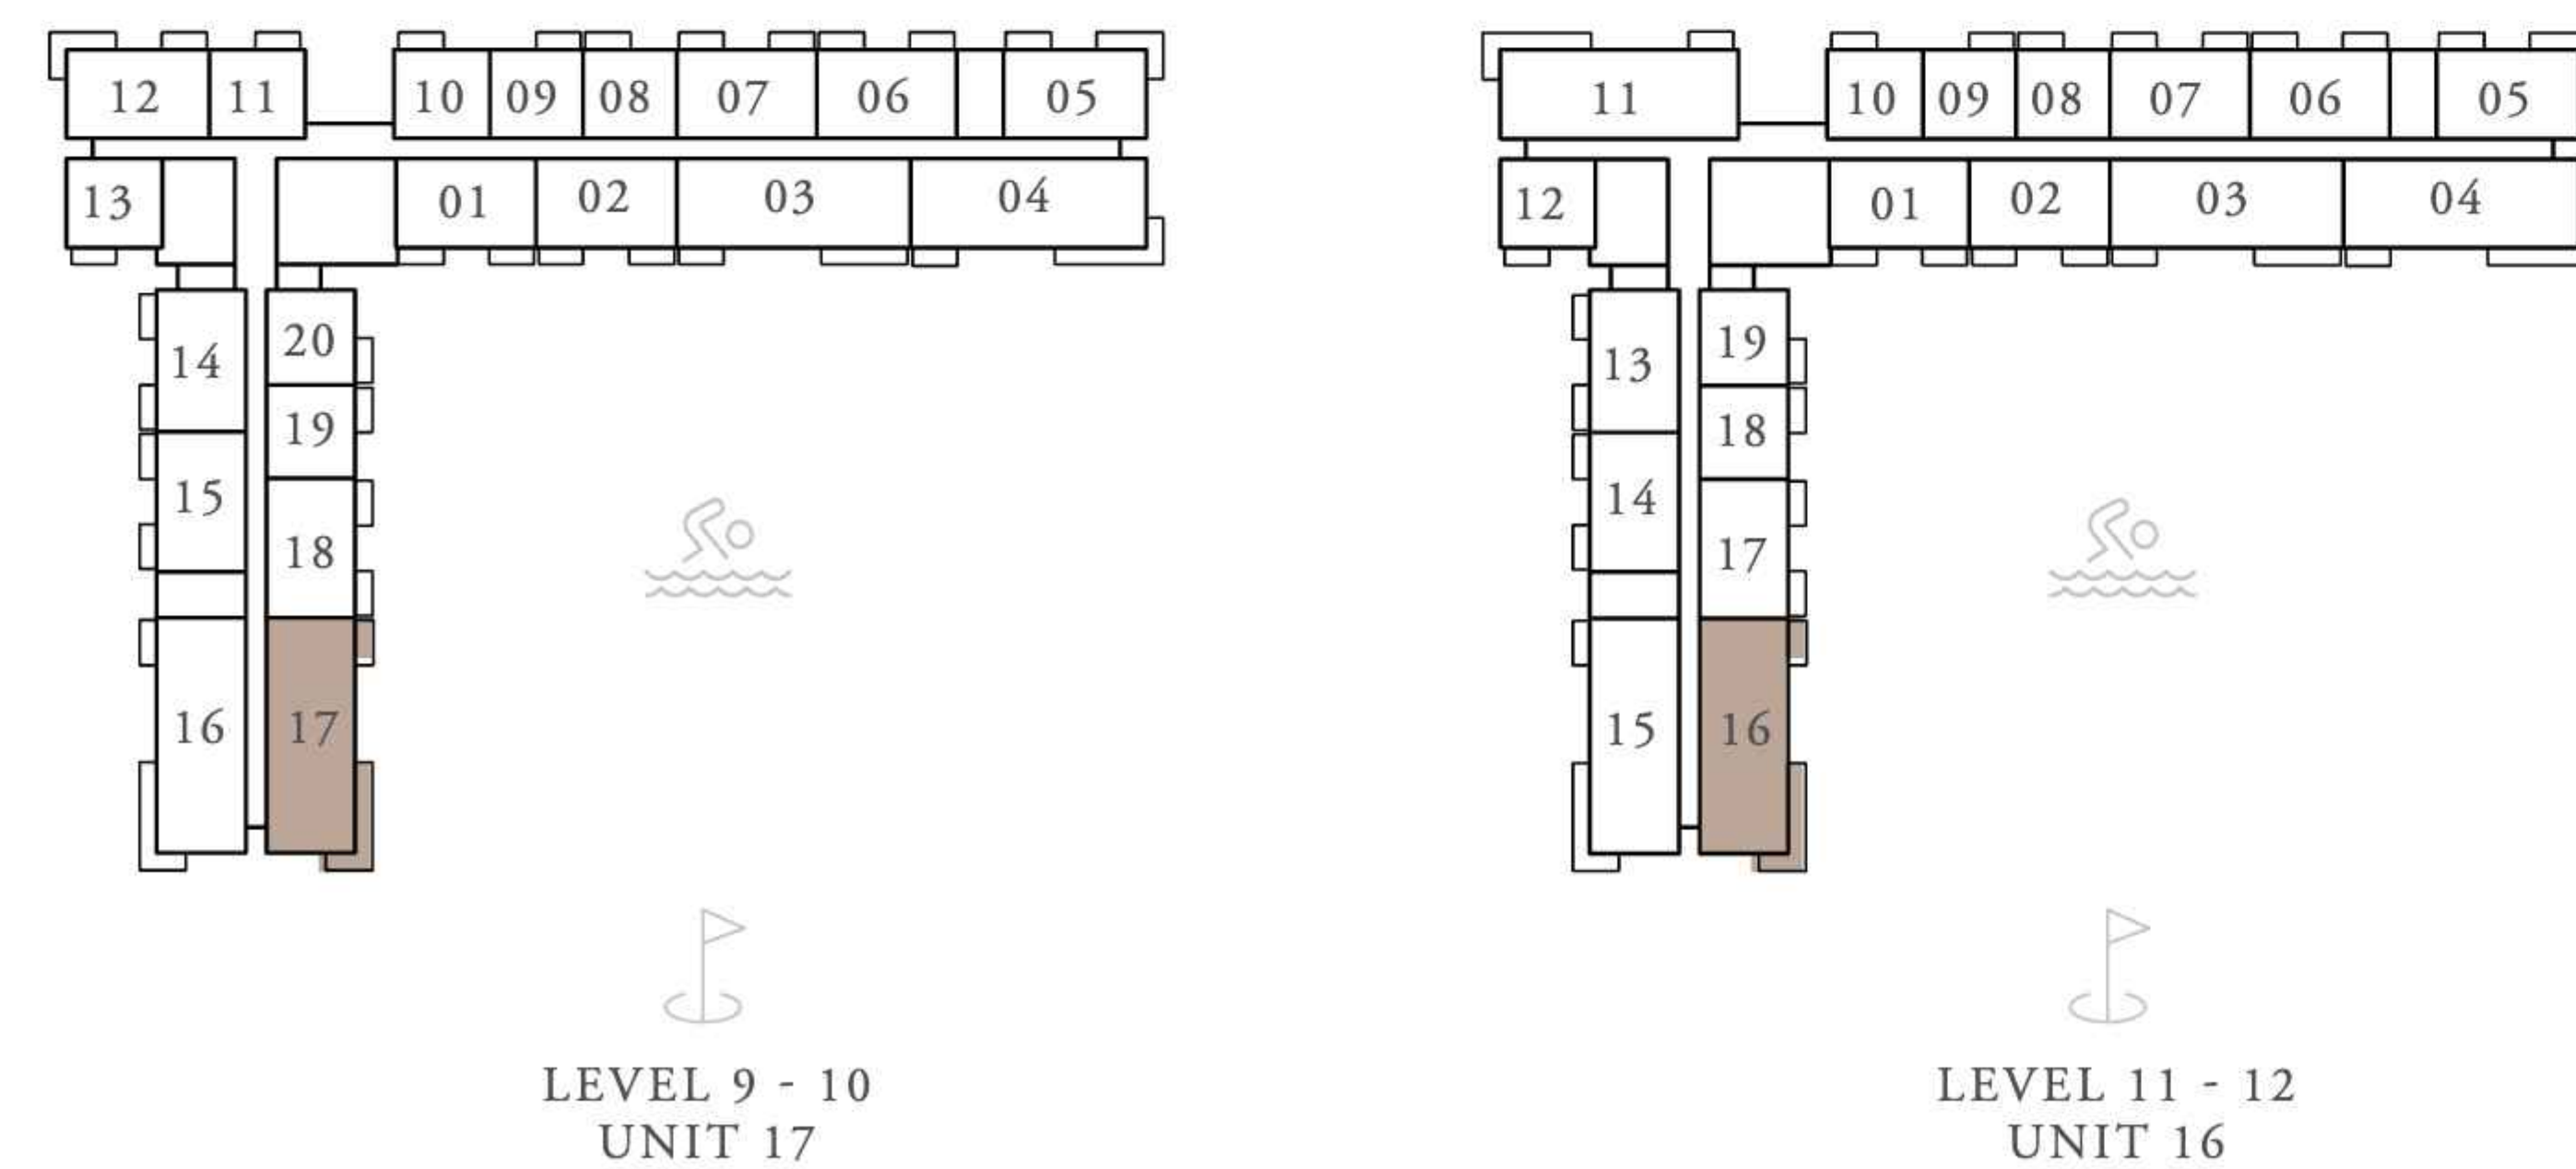 12 11 10 09 08 07 06 05
13 01 02 03 04
14 20
15 19
18
16 17
LEVEL 9 - 10
UNIT 17
11 10 09 08 07 06 05
12 01 02 03 04
13 19
14 18
17
15 16
LEVEL 11 - 12
UNIT 16